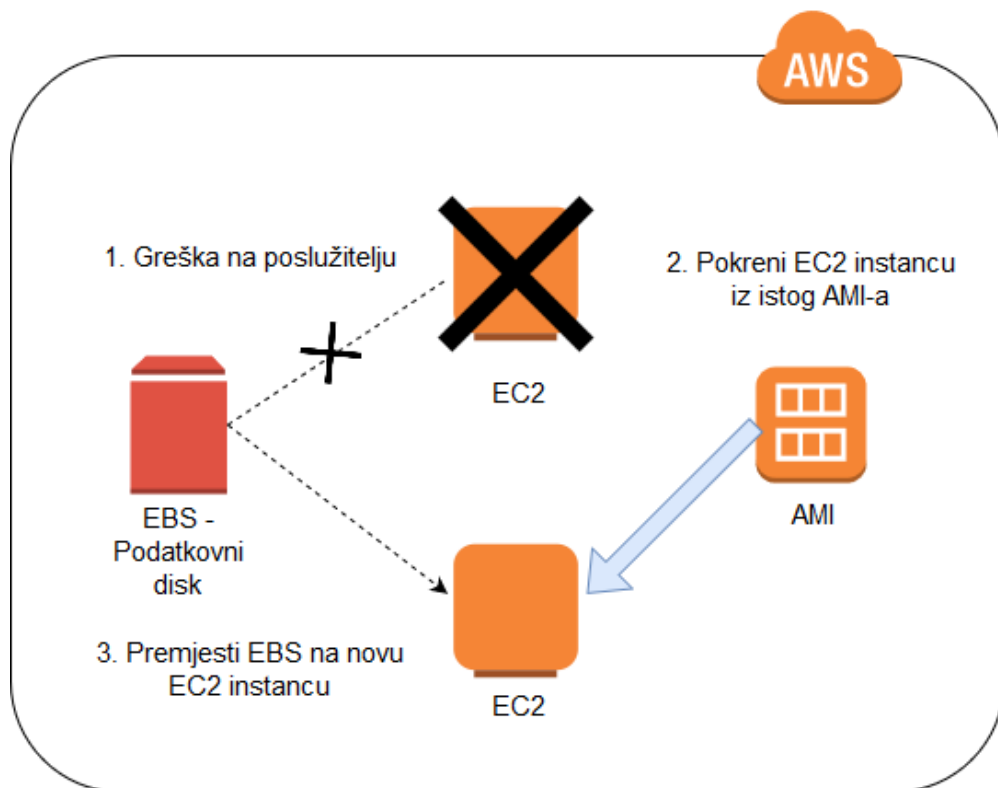 AWS
1. Greška na poslužitelju
2. Pokreni EC2 instancu
iz istog AMI-a
EC2
EBS -
Podatkovni
disk
AMI
3. Premjesti EBS na novu
EC2 instancu
EC2